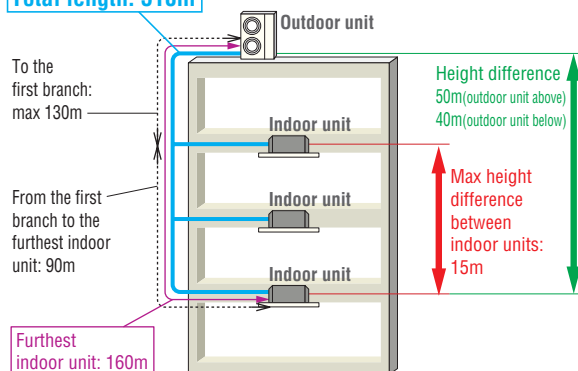 Total length:
Outdoor unit
To the
first branch:
max 130m
Height difference
50m(outdoor unit above)
40m(outdoor unit below)
Indoor unit
Max height
difference
between
indoor units:
15m
From the first
branch to the
furthest indoor
unit: 90m
Indoor unit
Indoor unit
Furthest
indoor unit: 160m